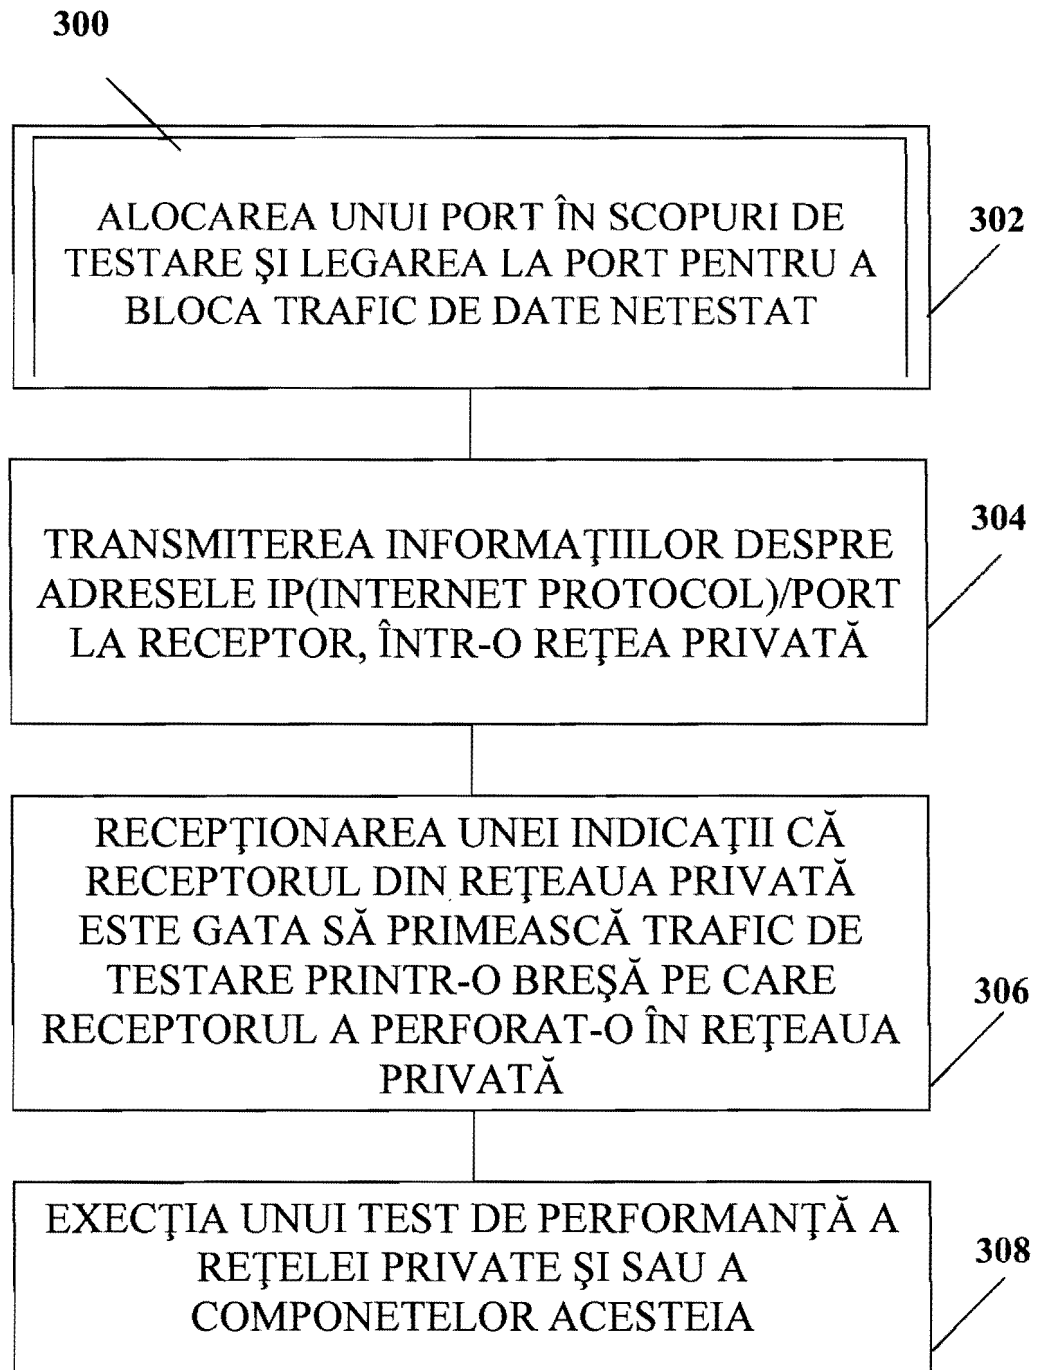 300
ALOCAREA UNUI PORT ÎN SCOPURI DE
TESTARE ŞI LEGAREA LA PORT PENTRU A
BLOCA TRAFIC DE DATE NETESTAT
302
TRANSMITEREA INFORMAŢIILOR DESPRE
ADRESELE IP(INTERNET PROTOCOL)/PORT
LA RECEPTOR, ÎNTR-O REŢEA PRIVATĂ
304
RECEPŢIONAREA UNEI INDICAŢII CĂ
RECEPTORUL DIN REŢEAUA PRIVATĂ
ESTE GATA SĂ PRIMEASCĂ TRAFIC DE
TESTARE PRINTR-O BREŞĂ PE CARE
RECEPTORUL A PERFORAT-O ÎN REŢEAUA
PRIVATĂ
306
EXECŢIA UNUI TEST DE PERFORMANŢĂ A
REŢELEI PRIVATE ŞI SAU A
COMPONETELOR ACESTEIA
308